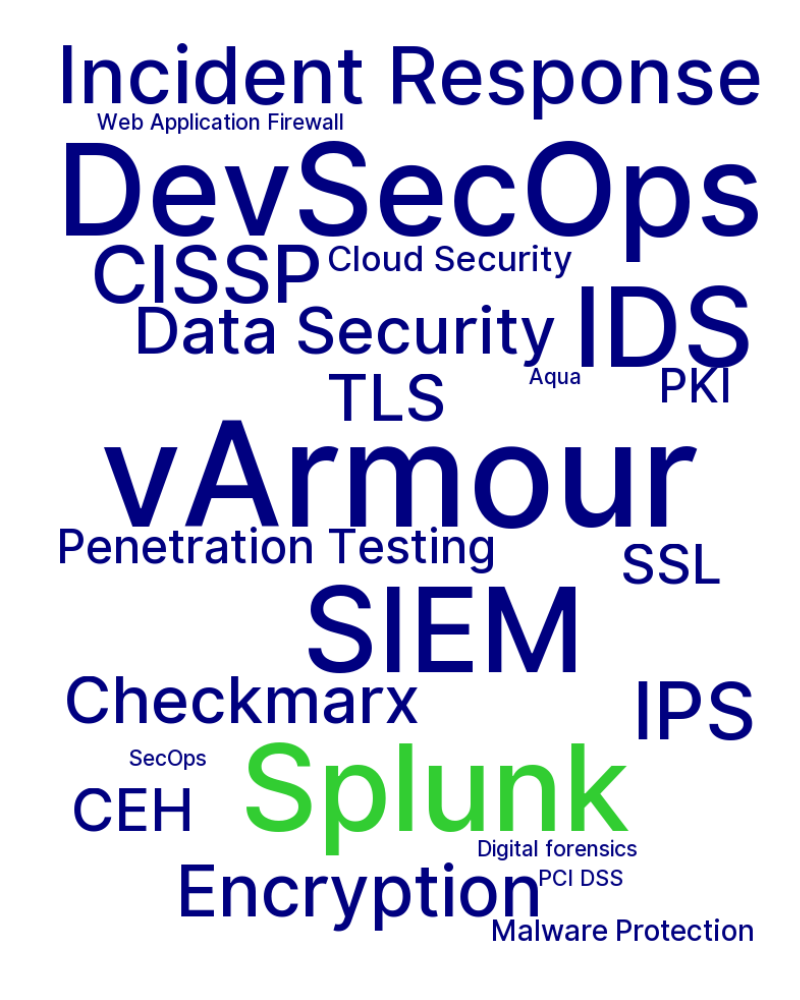 Incident Response
Web Application Firewall
DevSecOps
CISSP
Cloud Security
IDS
Data Security
Aqua
PKI
TLS
vArmour
Penetration Testing
SSL
SIEM
Checkmarx
IPS
Splunk
SecOps
CEH
Digital forensics
Encryption
PCI DSS
Malware Protection